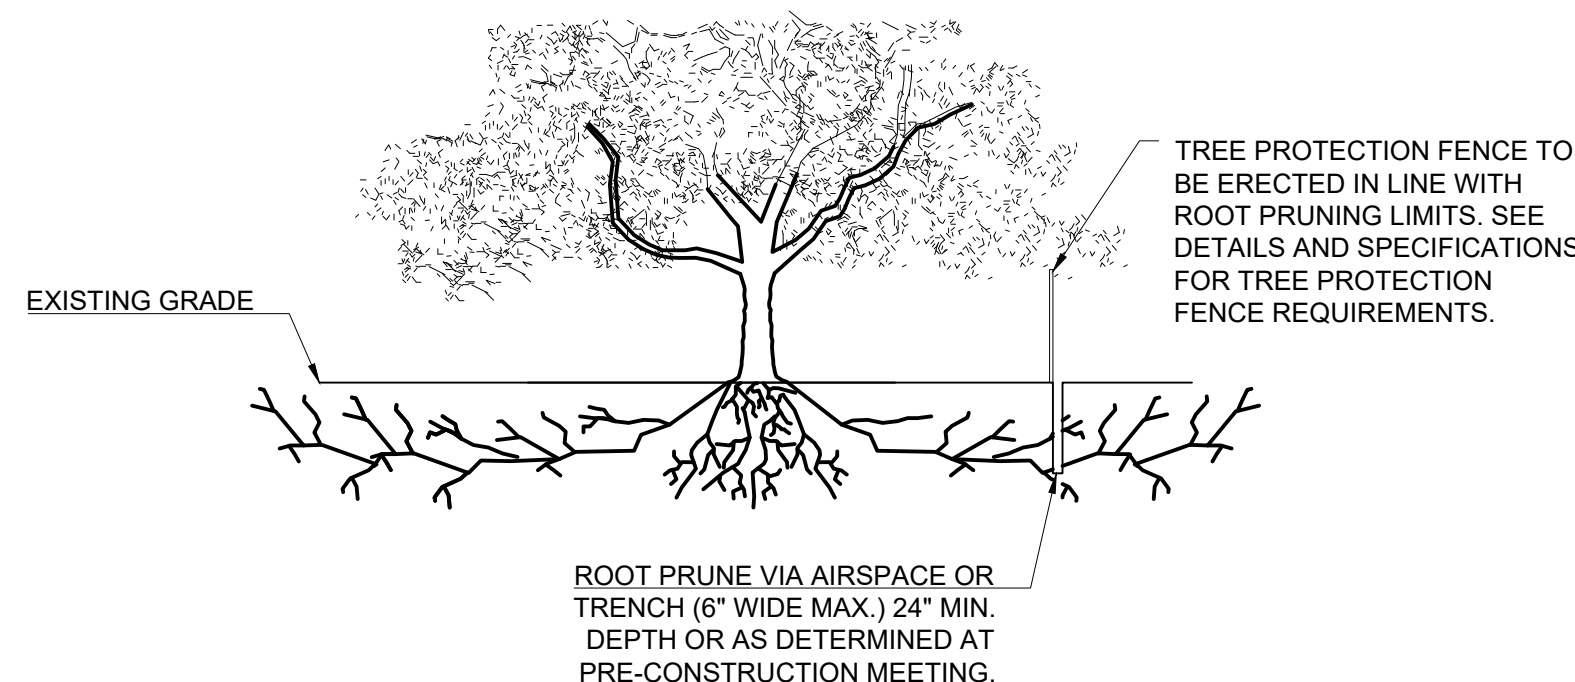 TREE PROTECTION FENCE TO
BE ERECTED IN LINE WITH
ROOT PRUNING LIMITS. SEE
DETAILS AND SPECIFICATIONS
FOR TREE PROTECTION
FENCE REQUIREMENTS.
EXISTING GRADE
ROOT PRUNE VIA AIRSPACE OR
TRENCH (6" WIDE MAX.) 24" MIN.
DEPTH OR AS DETERMINED AT
PRE-CONSTRUCTION MEETING.